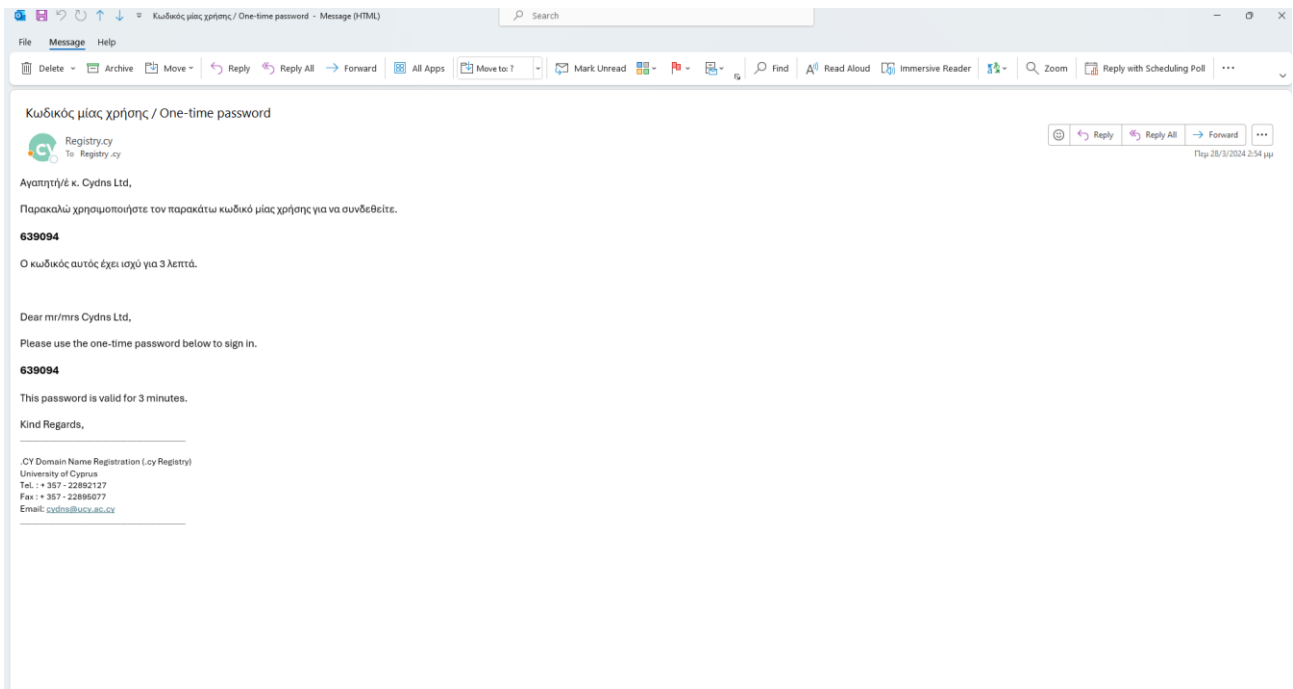 Κωδικός μίας χρήσης / One-time password - Message (HTML)
Search
File Message Help
Delete Archive Move Reply Reply All Forward All Apps Move to: ? Mark Unread Find Read Aloud Immersive Reader Zoom Reply with Scheduling Poll
Κωδικός μίας χρήσης / One-time password
.CY
Registry.cy
To Registry .cy
Reply Reply All Forward
Πεμ 28/3/2024 2:54 μμ
Αγαπητή/έ κ. Cydns Ltd,
Παρακαλώ χρησιμοποιήστε τον παρακάτω κωδικό μίας χρήσης για να συνδεθείτε.
639094
Ο κωδικός αυτός έχει ισχύ για 3 λεπτά.
Dear mr/mrs Cydns Ltd,
Please use the one-time password below to sign in.
639094
This password is valid for 3 minutes.
Kind Regards,
.CY Domain Name Registration (.cy Registry)
University of Cyprus
Tel. : + 357 - 22892127
Fax : + 357 - 22895077
Email: cydns@ucy.ac.cy